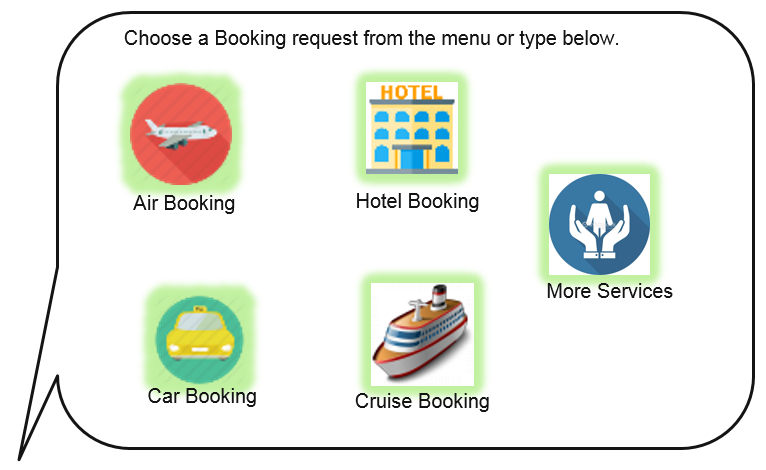 Choose a Booking request from the menu or type below.
HOTEL
Air Booking
Hotel Booking
More Services
Car Booking
Cruise Booking